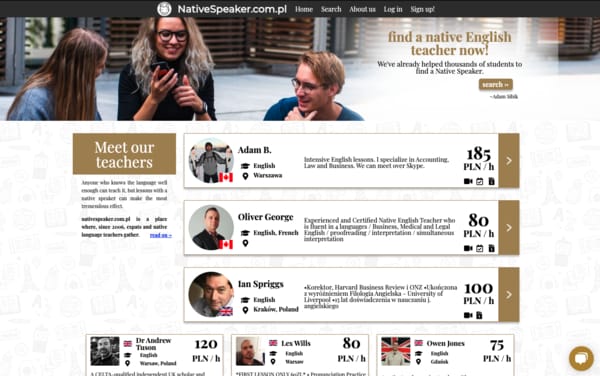 NativeSpeaker.com.pl
Home Search About us Log in Sign up!
find a native English
teacher now!
We've already helped thousands of students to
find a Native Speaker.
search »
~Adam Sibik
Meet our
teachers
Anyone who knows the language well
enough can teach it, but lessons with a
native speaker can make the most
tremendous effect.
nativespeaker.com.pl is a place
where, since 2006, expats and native
language teachers gather.
read us »
Adam B.
English
Warszawa
Intensive English lessons. I specialize in Accounting,
Law and Business. We can meet over Skype.
185
PLN / h
Oliver George
English, French
Experienced and Certified Native English Teacher who
is fluent in 4 languages / Business, Medical and Legal
English / proofreading / interpretation / simultaneous
interpretation
80
PLN / h
Ian Spriggs
English
Kraków, Poland
•Korektor, Harvard Business Review i ONZ •Ukończona
z wyróżnieniem Filologia Angielska - University of
Liverpool •15 lat doświadczenia w nauczaniu j.
angielskiego
100
PLN / h
Dr Andrew
Tuson
English
Warsaw, Poland
120
PLN / h
A CELTA-qualified independent UK scholar and
Lex Wills
English
Warsaw
80
PLN / h
*FIRST LESSON ONLY
* Pronunciation Practice
Owen Jones
English
Gdańsk
75
PLN / h